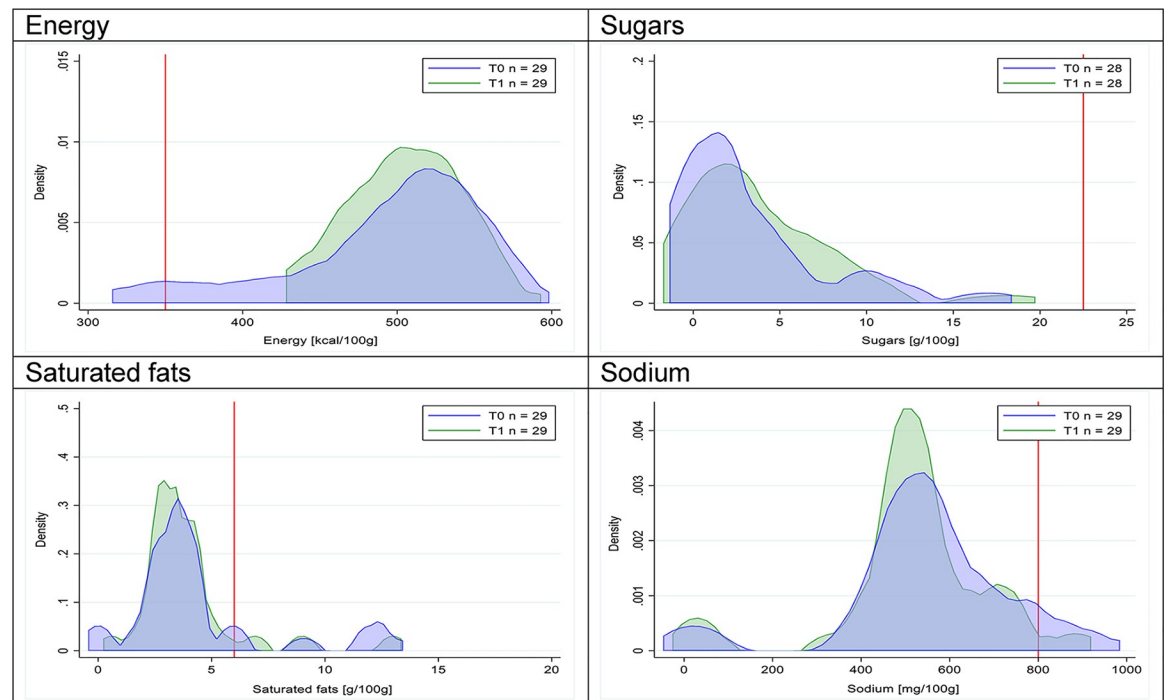 Energy
Sugars
T0 n = 29
T1 n = 29
.015
.01
.005
0
Density
300 400 500 600
Energy [kcal/100g]
T0 n = 28
T1 n = 28
.2
.15
.1
.05
0
Density
0 5 10 15 20 25
Sugars [g/100g]
Saturated fats
Sodium
T0 n = 29
T1 n = 29
.5
.4
.3
.2
.1
0
Density
0 5 10 15 20
Saturated fats [g/100g]
T0 n = 29
T1 n = 29
.004
.003
.002
.001
0
Density
0 200 400 600 800 1000
Sodium [mg/100g]